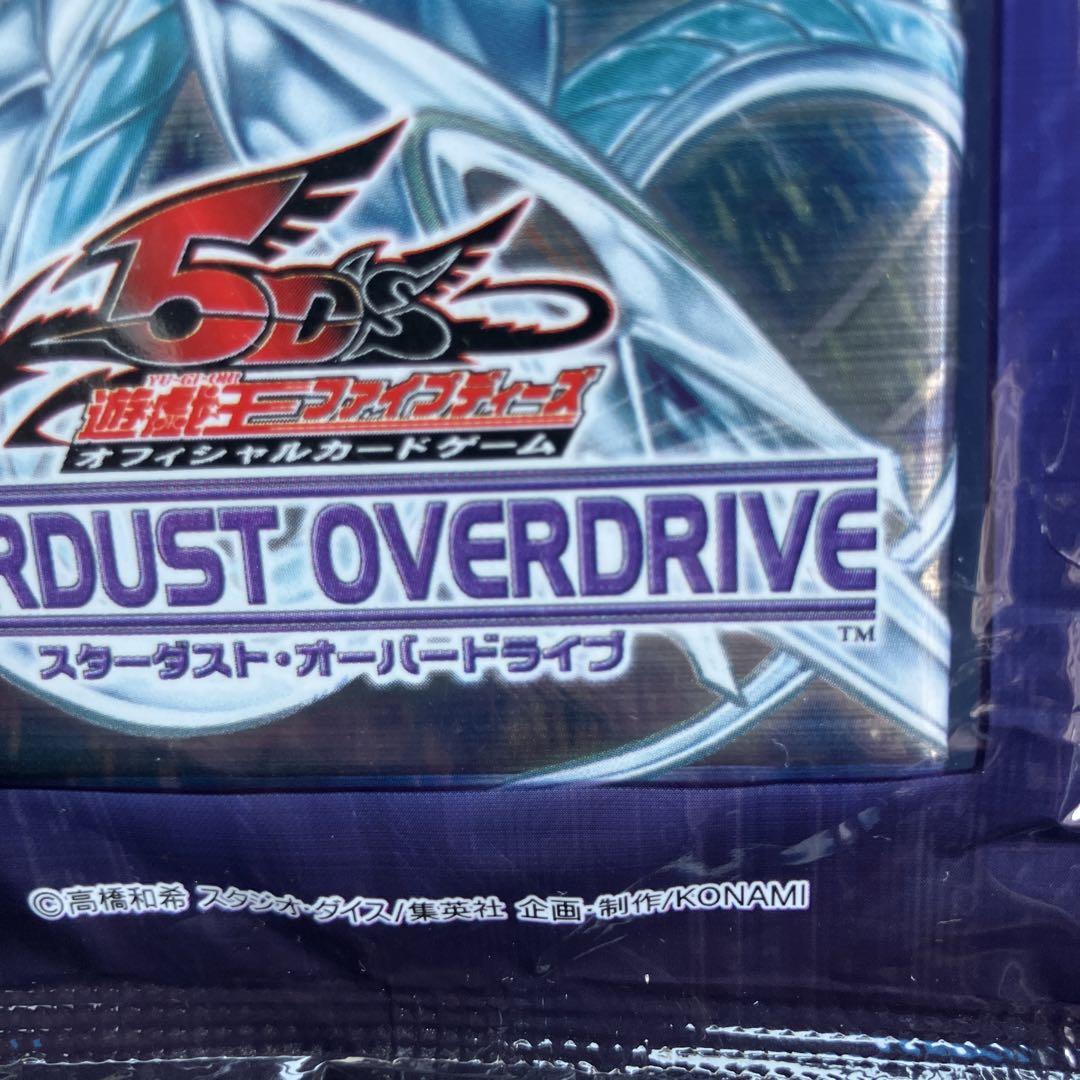 5D'S
YU-GI-OH!
遊戯王ファイブディーズ
オフィシャルカードゲーム
RDUST OVERDRIVE
TM
スターダスト・オーバードライブ
©高橋和希 スタジオ・ダイス/集英社 企画・制作/KONAMI